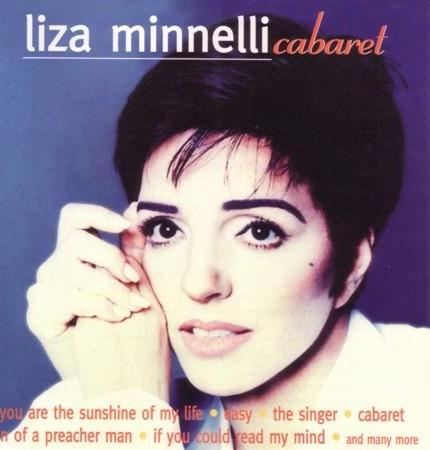 liza minnelli cabaret
you are the sunshine of my life • easy • the singer • cabaret
n of a preacher man • if you could read my mind • and many more